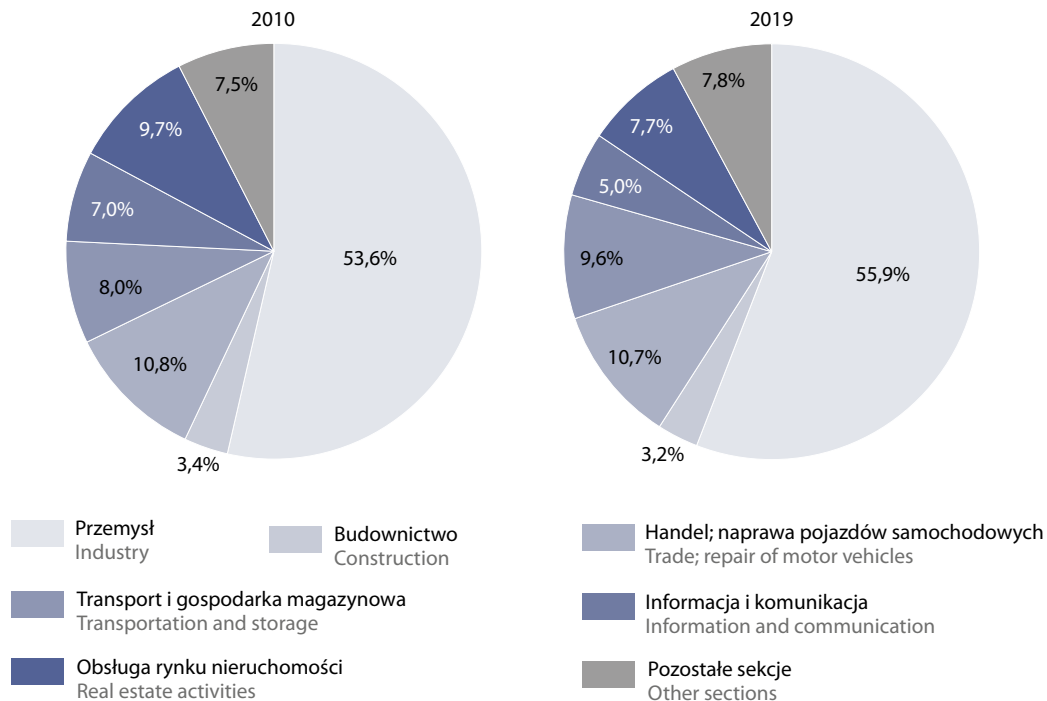 2010
7,5%
9,7%
7,0%
53,6%
8,0%
10,8%
3,4%
2019
7,8%
7,7%
5,0%
9,6%
55,9%
10,7%
3,2%
Przemysł
Industry
Budownictwo
Construction
Handel; naprawa pojazdów samochodowych
Trade; repair of motor vehicles
Transport i gospodarka magazynowa
Transportation and storage
Informacja i komunikacja
Information and communication
Obsługa rynku nieruchomości
Real estate activities
Pozostałe sekcje
Other sections